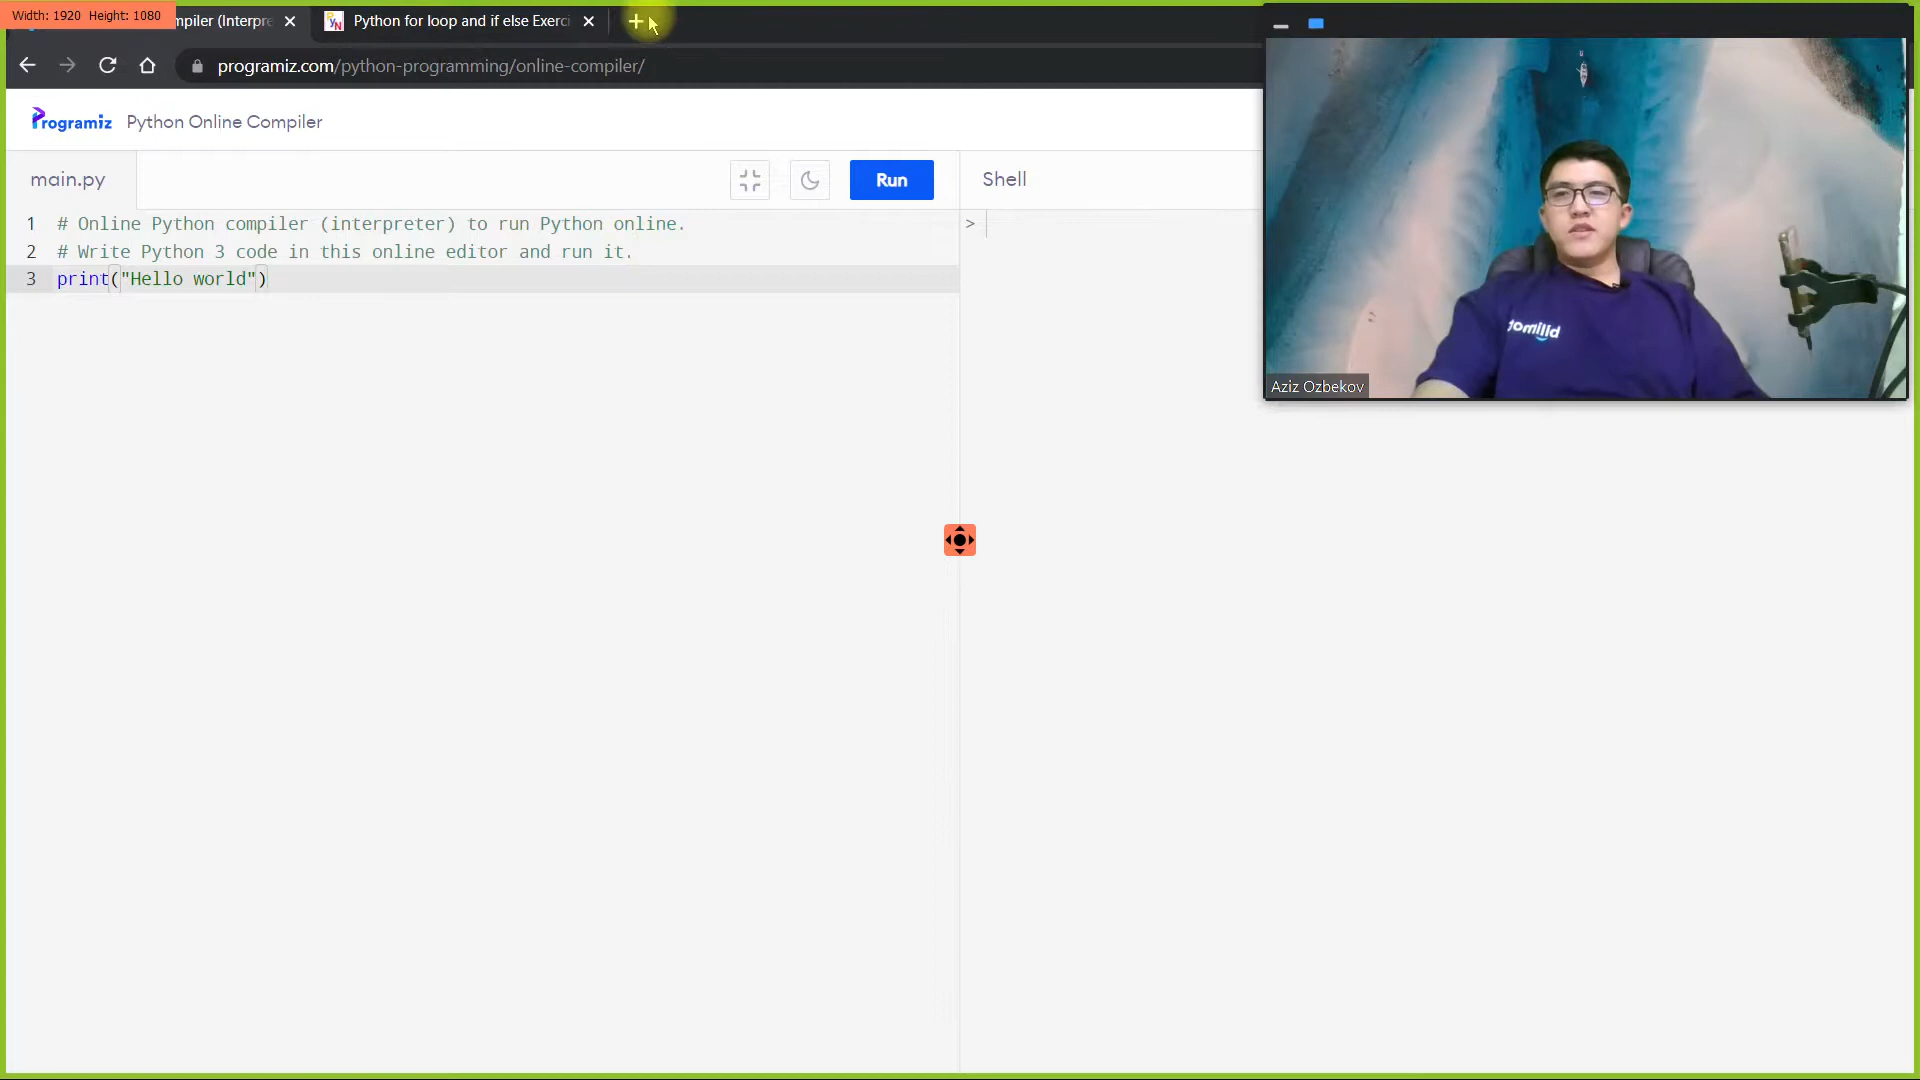 Width: 1920 Height: 1080
mpiler (Interpre
Python for loop and if else Exerci
programiz.com/python-programming/online-compiler/
Programiz
Python Online Compiler
main.py
Run
Shell
1 # Online Python compiler (interpreter) to run Python online.
2 # Write Python 3 code in this online editor and run it.
3 print("Hello world")
>
omilid
Aziz Ozbekov